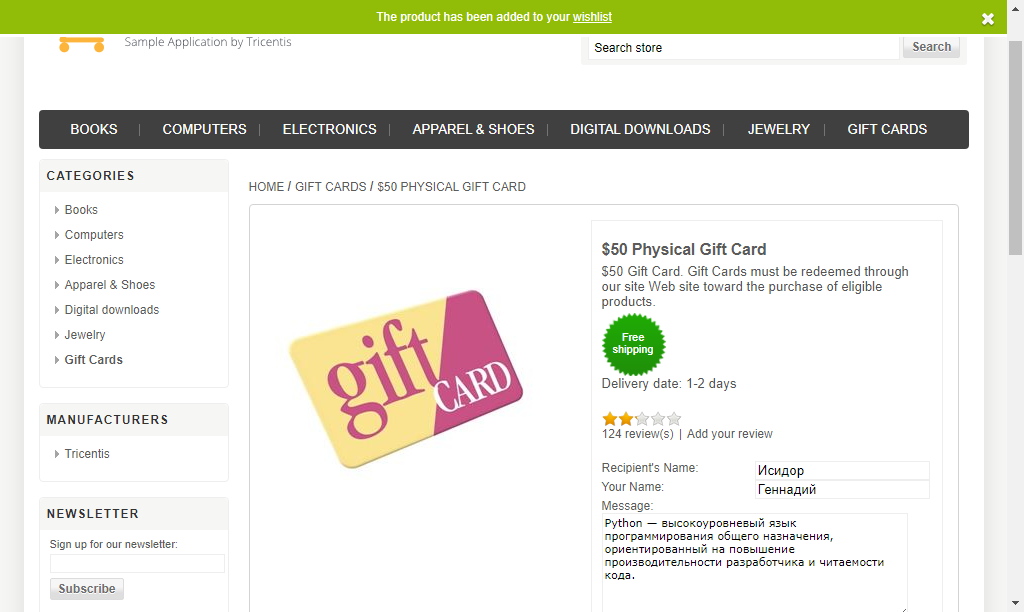 The product has been added to your wishlist
Sample Application by Tricentis
Search store
Search
BOOKS
COMPUTERS
ELECTRONICS
APPAREL & SHOES
DIGITAL DOWNLOADS
JEWELRY
GIFT CARDS
CATEGORIES
Books
Computers
Electronics
Apparel & Shoes
Digital downloads
Jewelry
Gift Cards
MANUFACTURERS
Tricentis
NEWSLETTER
Sign up for our newsletter:
Subscribe
HOME / GIFT CARDS / $50 PHYSICAL GIFT CARD
gift
CARD
$50 Physical Gift Card
$50 Gift Card. Gift Cards must be redeemed through
our site Web site toward the purchase of eligible
products.
Free
shipping
Delivery date: 1-2 days
124 review(s) | Add your review
Recipient's Name: Исидор
Your Name: Геннадий
Message:
Python — высокоуровневый язык
программирования общего назначения,
ориентированный на повышение
производительности разработчика и читаемости
кода.